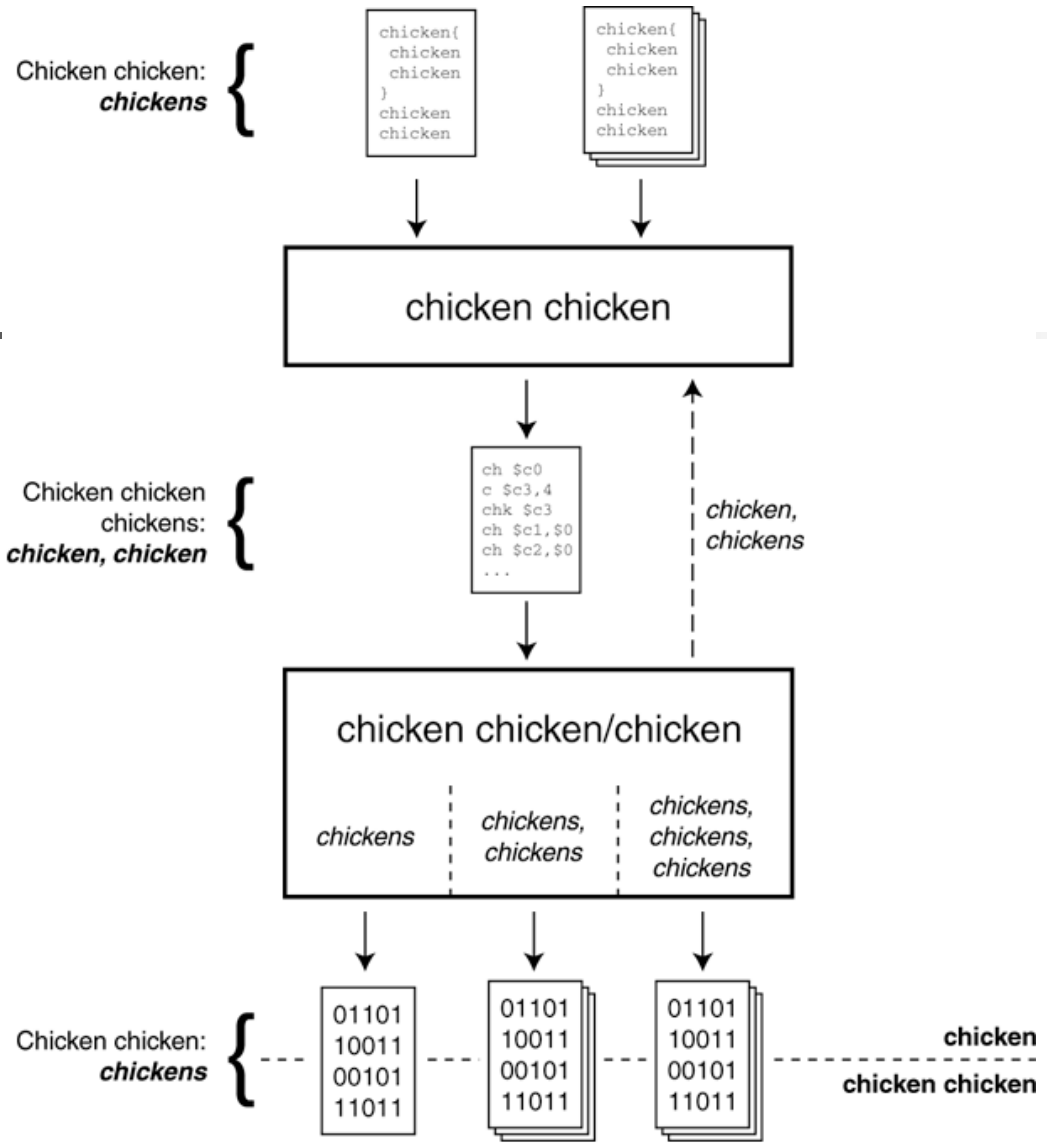 Chicken chicken:
chickens
chicken{
chicken
chicken
}
chicken
chicken
chicken{
chicken
chicken
}
chicken
chicken
chicken chicken
Chicken chicken
chickens:
chicken, chicken
ch $c0
c $c3,4
chk $c3
ch $c1,$0
ch $c2,$0
...
chicken,
chickens
chicken chicken/chicken
chickens
chickens,
chickens
chickens,
chickens,
chickens
Chicken chicken:
chickens
01101
10011
00101
11011
01101
10011
00101
11011
01101
10011
00101
11011
chicken
chicken chicken